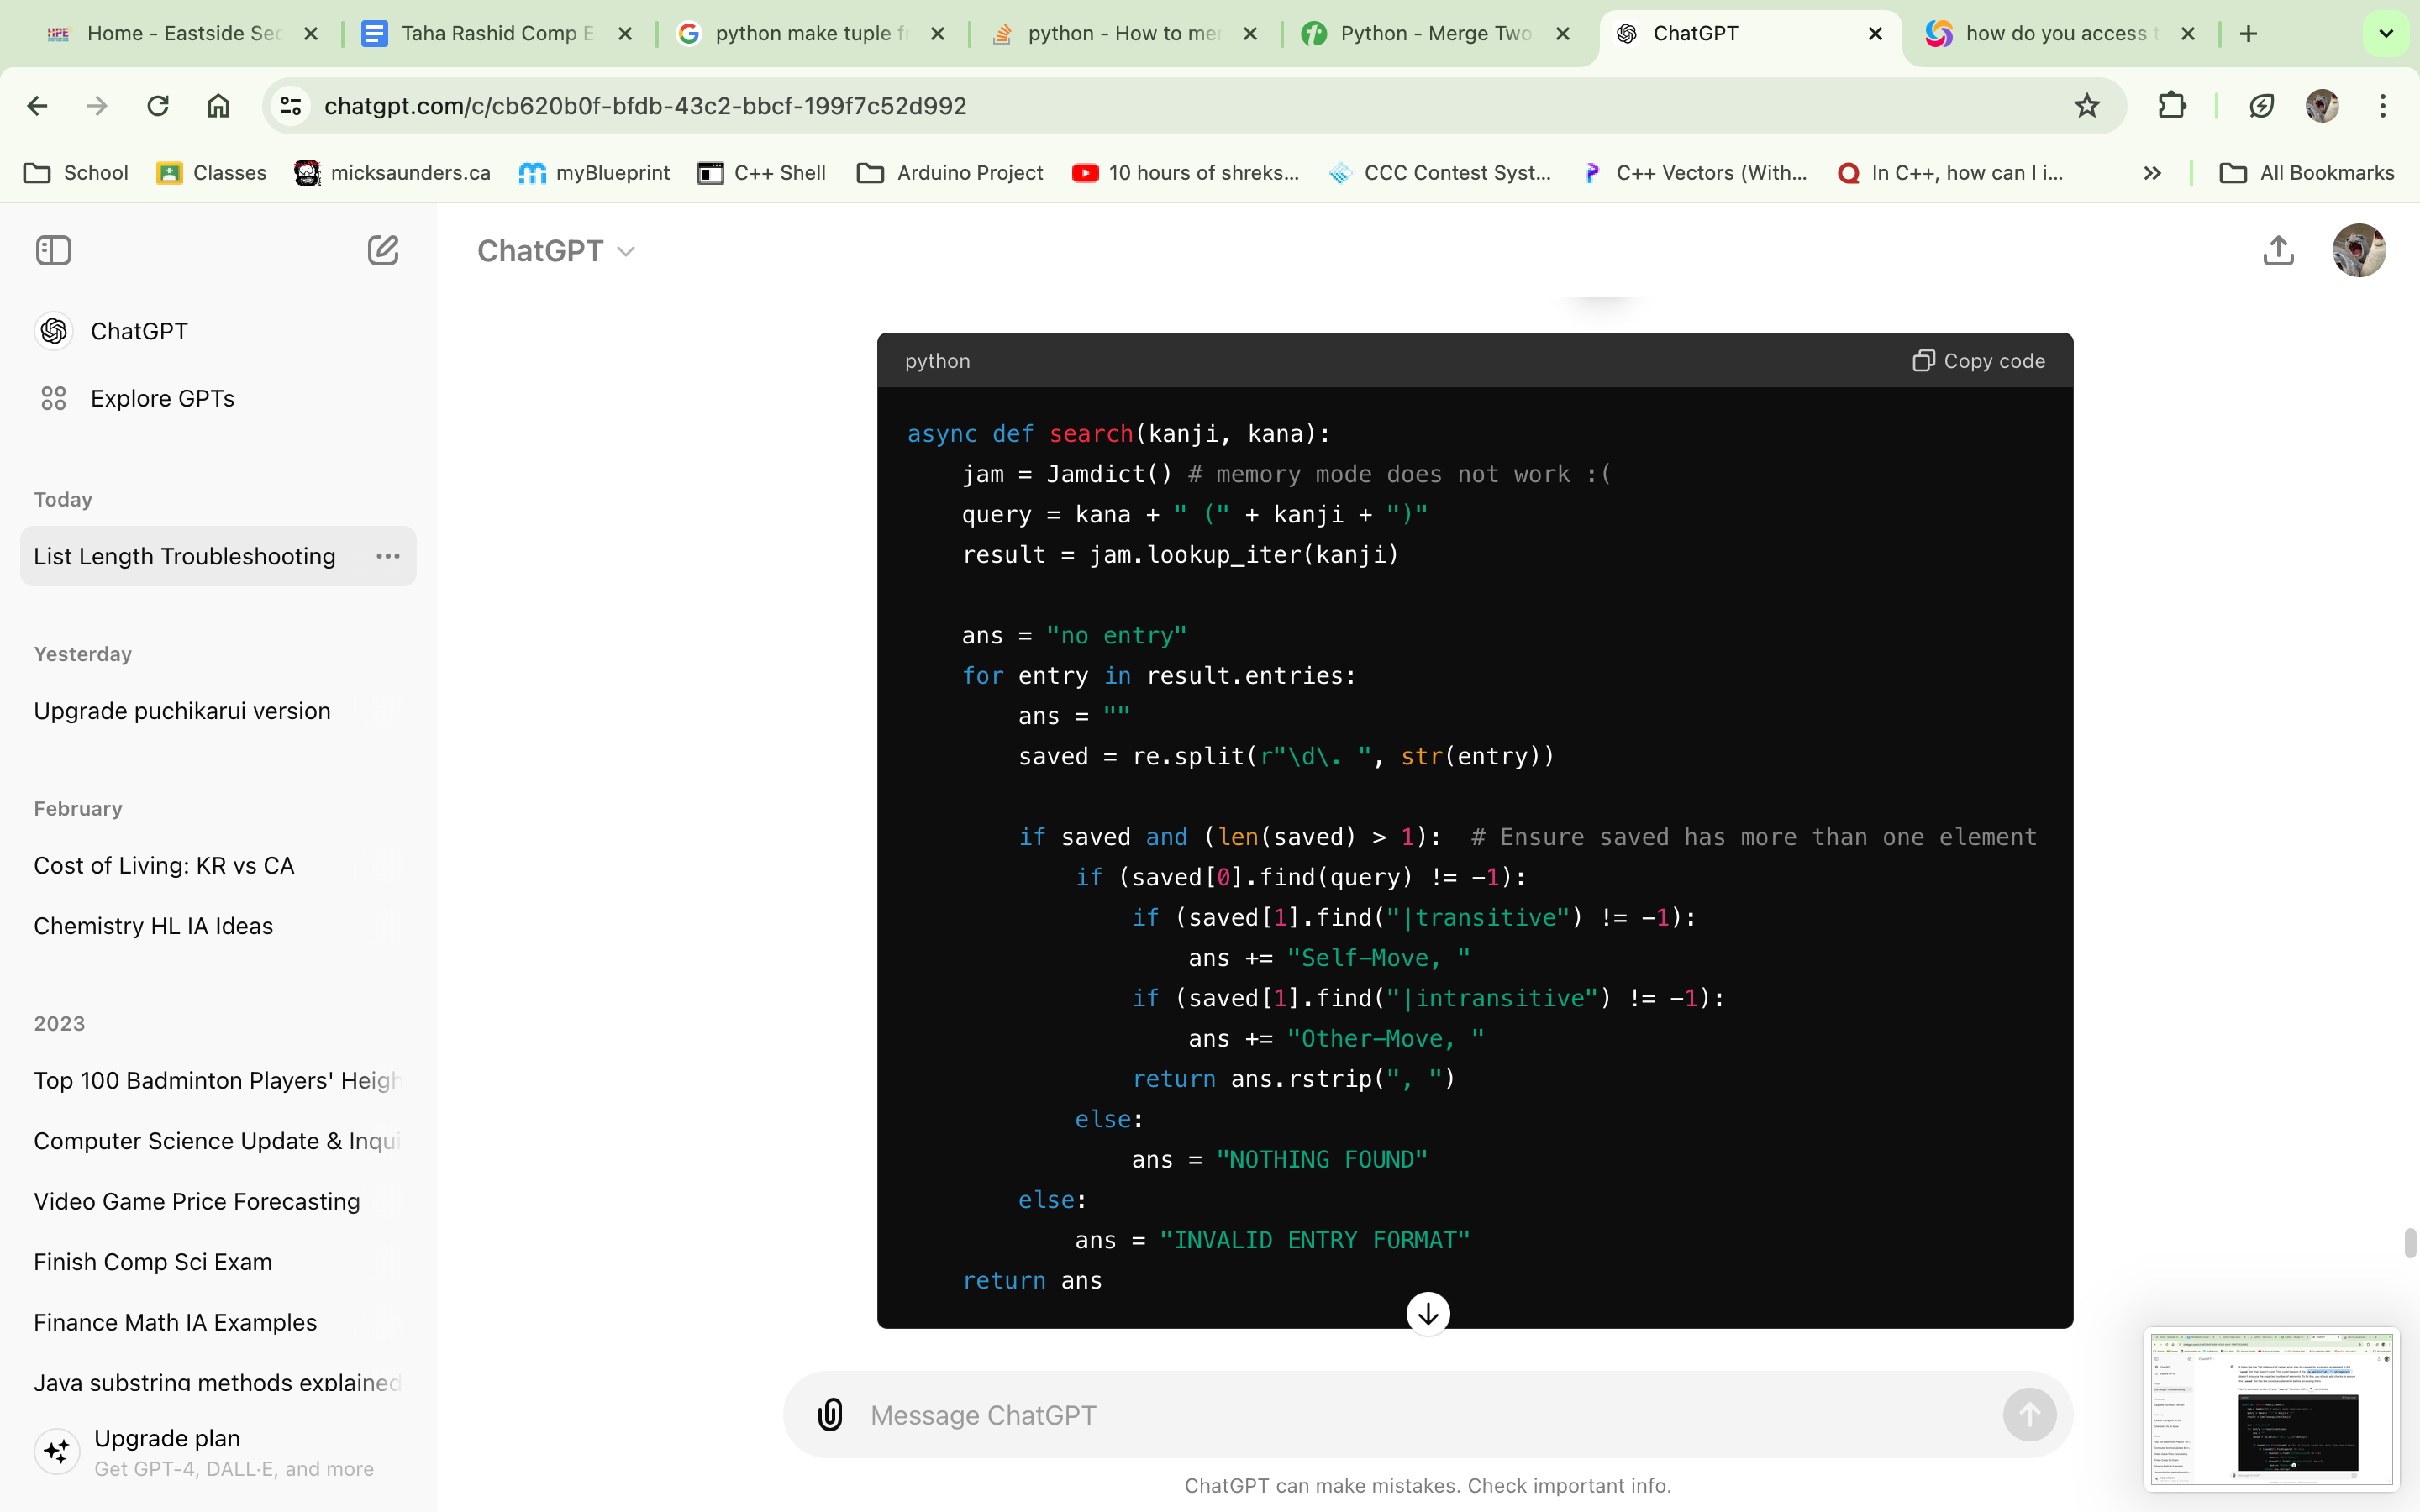 Home - Eastside Sec
Taha Rashid Comp E
python make tuple f
python - How to mer
Python - Merge Two
ChatGPT
how do you access t
chatgpt.com/c/cb620b0f-bfdb-43c2-bbcf-199f7c52d992
School
Classes
micksaunders.ca
myBlueprint
C++ Shell
Arduino Project
10 hours of shreks...
CCC Contest Syst...
C++ Vectors (With...
In C++, how can I i...
All Bookmarks
ChatGPT
ChatGPT
Explore GPTs
Today
List Length Troubleshooting
Yesterday
Upgrade puchikarui version
February
Cost of Living: KR vs CA
Chemistry HL IA Ideas
2023
Top 100 Badminton Players' Heigh
Computer Science Update & Inqui
Video Game Price Forecasting
Finish Comp Sci Exam
Finance Math IA Examples
Java substring methods explained
Upgrade plan
Get GPT-4, DALL·E, and more
python
Copy code
async def search(kanji, kana):
    jam = Jamdict() # memory mode does not work :(
    query = kana + " (" + kanji + ")"
    result = jam.lookup_iter(kanji)
    ans = "no entry"
    for entry in result.entries:
        ans = ""
        saved = re.split(r"\d\. ", str(entry))
        if saved and (len(saved) > 1):  # Ensure saved has more than one element
            if (saved[0].find(query) != -1):
                if (saved[1].find("|transitive") != -1):
                    ans += "Self-Move, "
                if (saved[1].find("|intransitive") != -1):
                    ans += "Other-Move, "
                return ans.rstrip(", ")
            else:
                ans = "NOTHING FOUND"
        else:
            ans = "INVALID ENTRY FORMAT"
    return ans
Message ChatGPT
ChatGPT can make mistakes. Check important info.